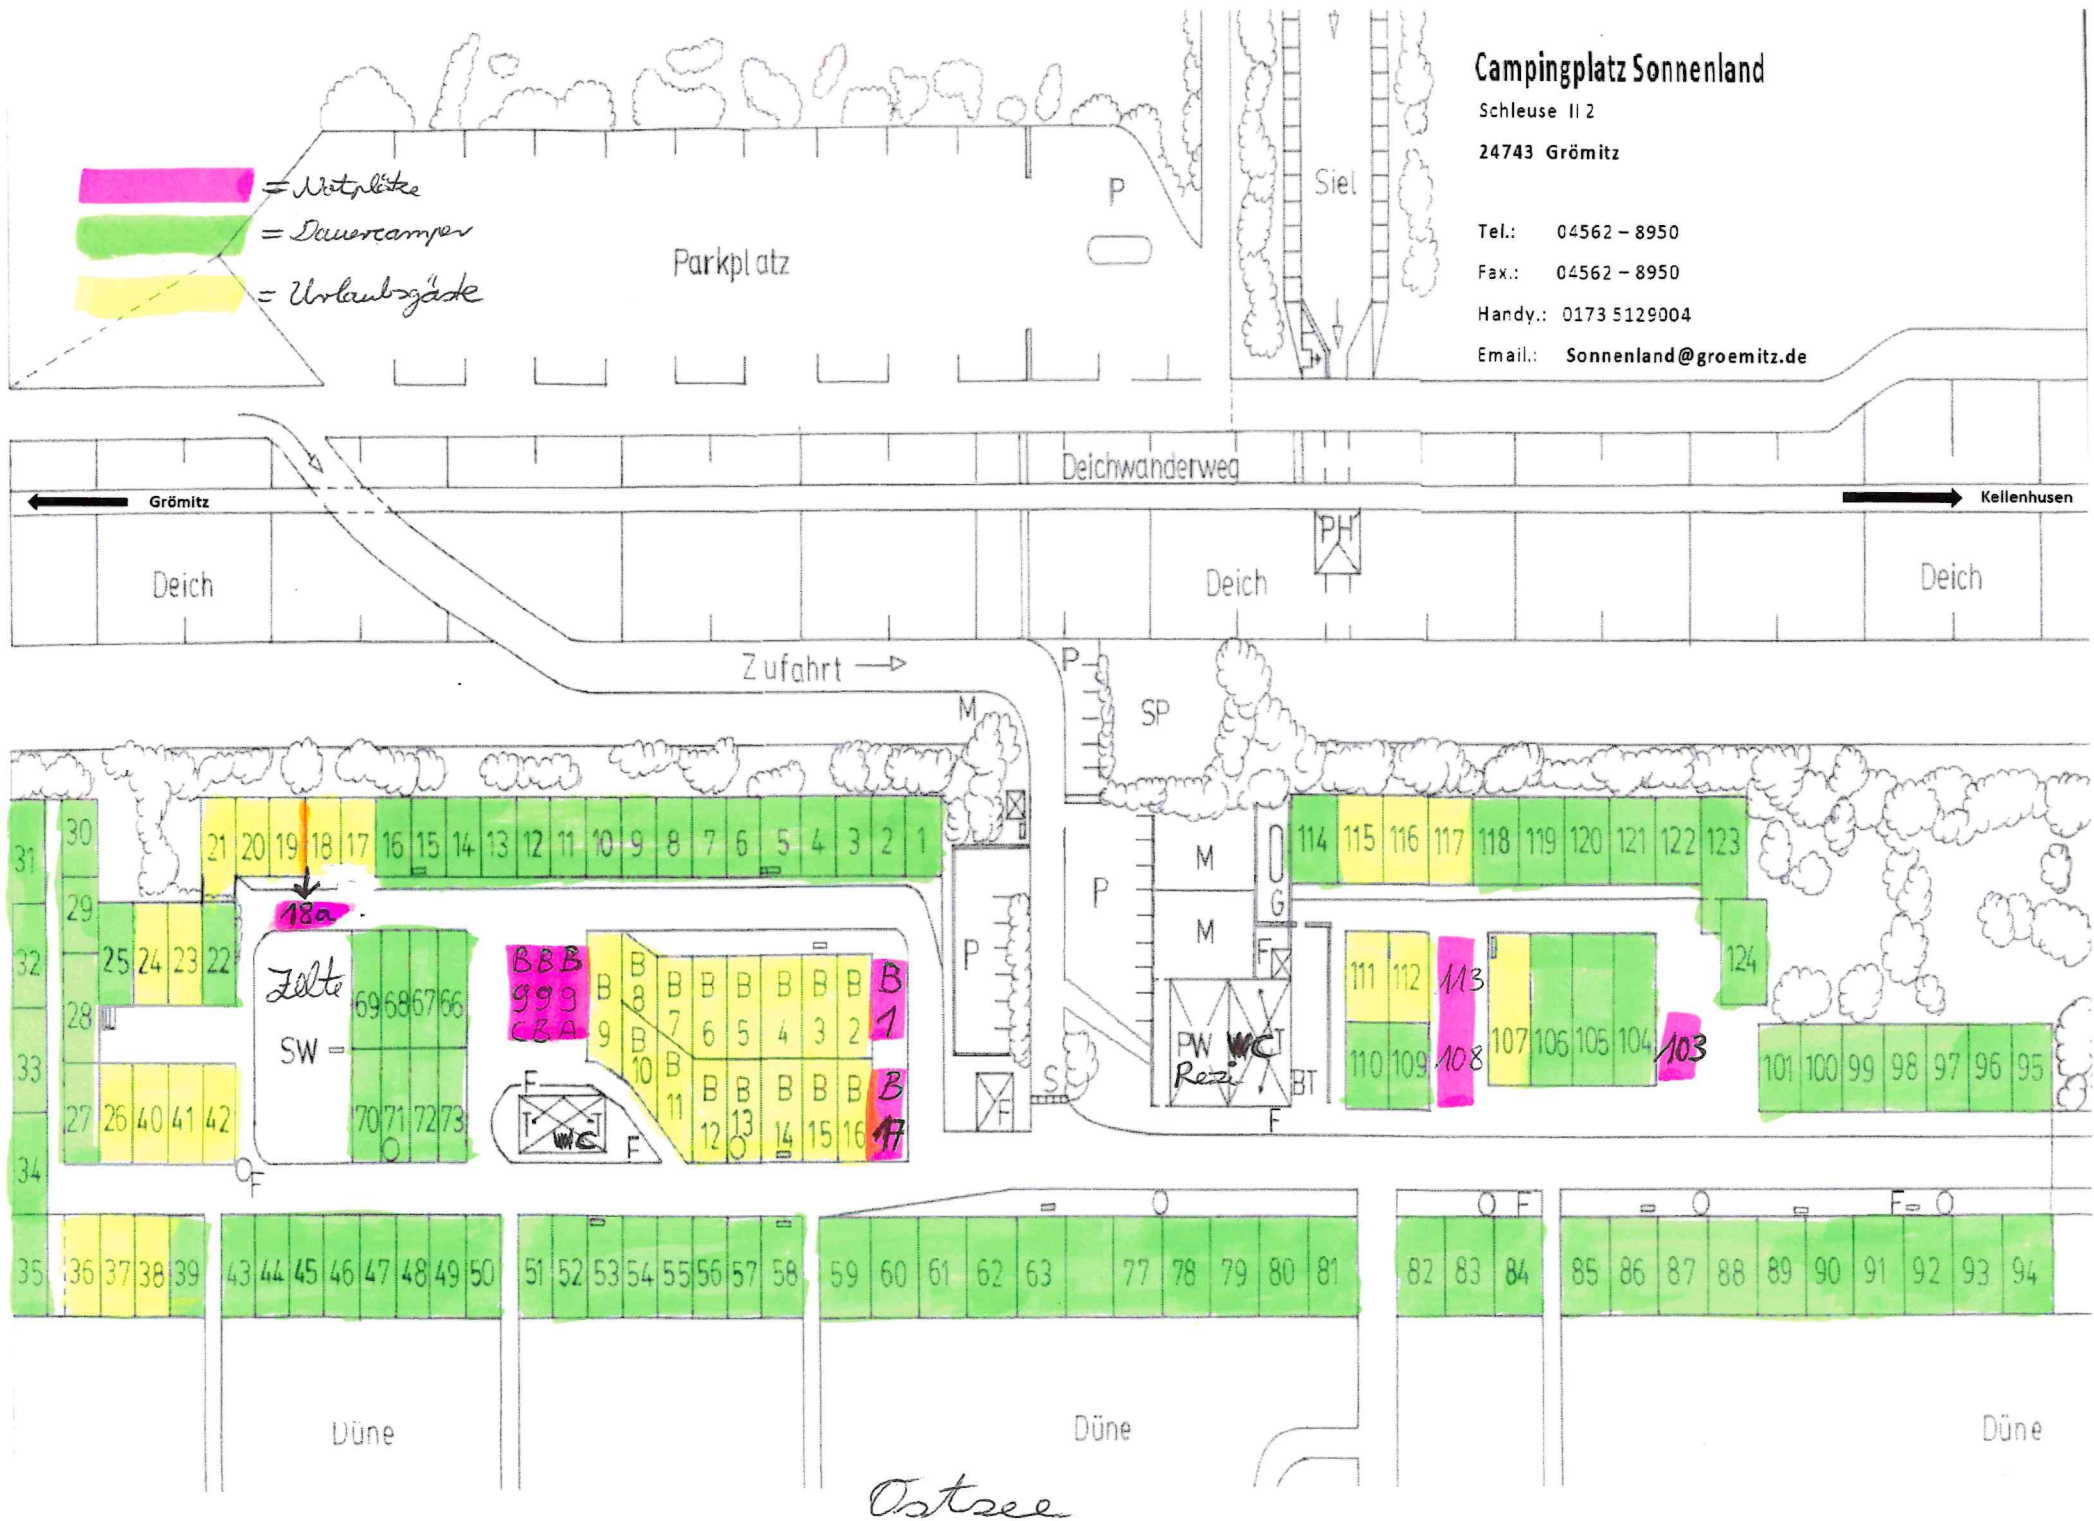 Campingplatz Sonnenland
Schleuse II 2
24743 Grömitz
Tel.: 04562 – 8950
Fax.: 04562 – 8950
Handy.: 0173 5129004
Email.: Sonnenland@groemitz.de
= Notplätze
= Dauercamper
= Urlaubsgäste
Parkplatz
P
Siel
Deichwanderweg
Grömitz
Kellenhusen
PH
Deich
Deich
Deich
Zufahrt
P
SP
M
31
30
21 20 19 18 17 16 15 14 13 12 11 10 9 8 7 6 5 4 3 2 1
M
114 115 116 117 118 119 120 121 122 123
29
18a
P
G
M
32
25 24 23 22
Zelte
69 68 67 66
B B B
9 9 9
C B A
B 9
B 8
B 7
B 6
B 5
B 4
B 3
B 2
B 1
P
F
111 112
113
124
28
SW
33
PW WC T
Rezi
BT
F
110 109
108
107 106 105 104
103
101 100 99 98 97 96 95
27 26 40 41 42
70 71 72 73
F
T T
WC
F
B 10
B 11
B 12
B 13
B 14
B 15
B 16
B 17
F
S
34
F
O F
F
35 36 37 38 39 43 44 45 46 47 48 49 50 51 52 53 54 55 56 57 58 59 60 61 62 63 77 78 79 80 81 82 83 84 85 86 87 88 89 90 91 92 93 94
Düne
Düne
Düne
Ostsee